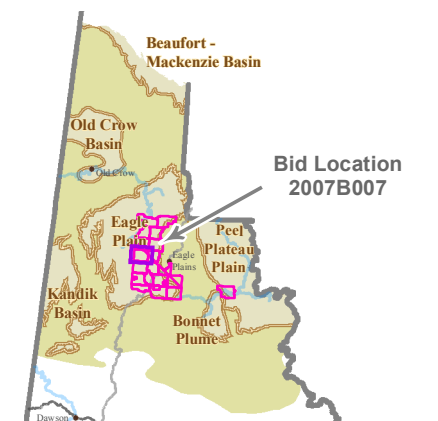 Beaufort -
Mackenzie Basin
Old Crow
Basin
Old Crow
Bid Location
2007B007
Eagle
Plain
Peel
Plateau
Plain
Eagle
Plains
Kandik
Basin
Bonnet
Plume
Dawson